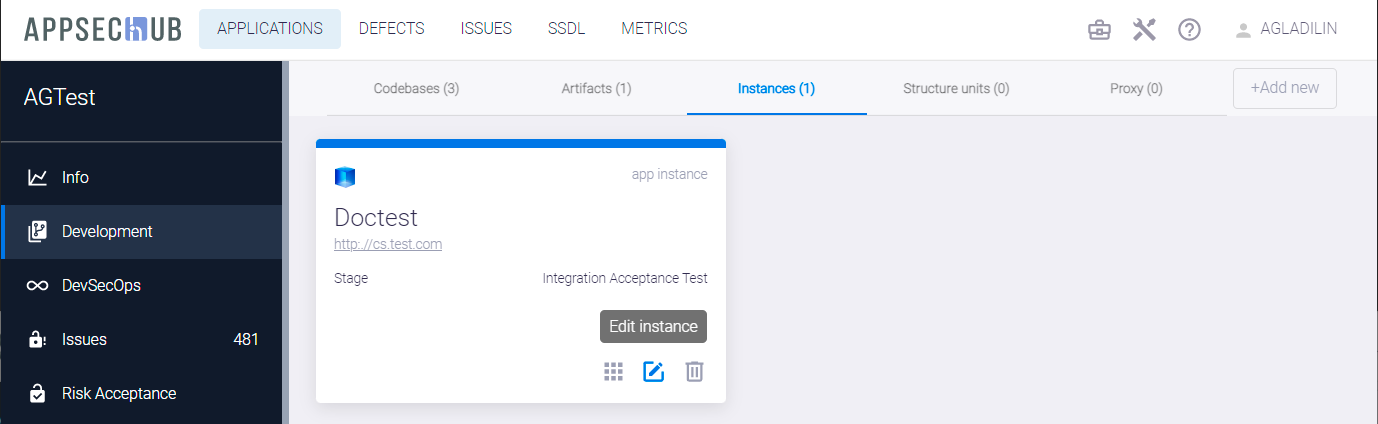 APPSECHUB APPLICATIONS DEFECTS ISSUES SSDL METRICS AGLADILIN
AGTest
Codebases (3) Artifacts (1) Instances (1) Structure units (0) Proxy (0) +Add new
Info
Development
DevSecOps
Issues 481
Risk Acceptance
app instance
Doctest
http://cs.test.com
Stage Integration Acceptance Test
Edit instance